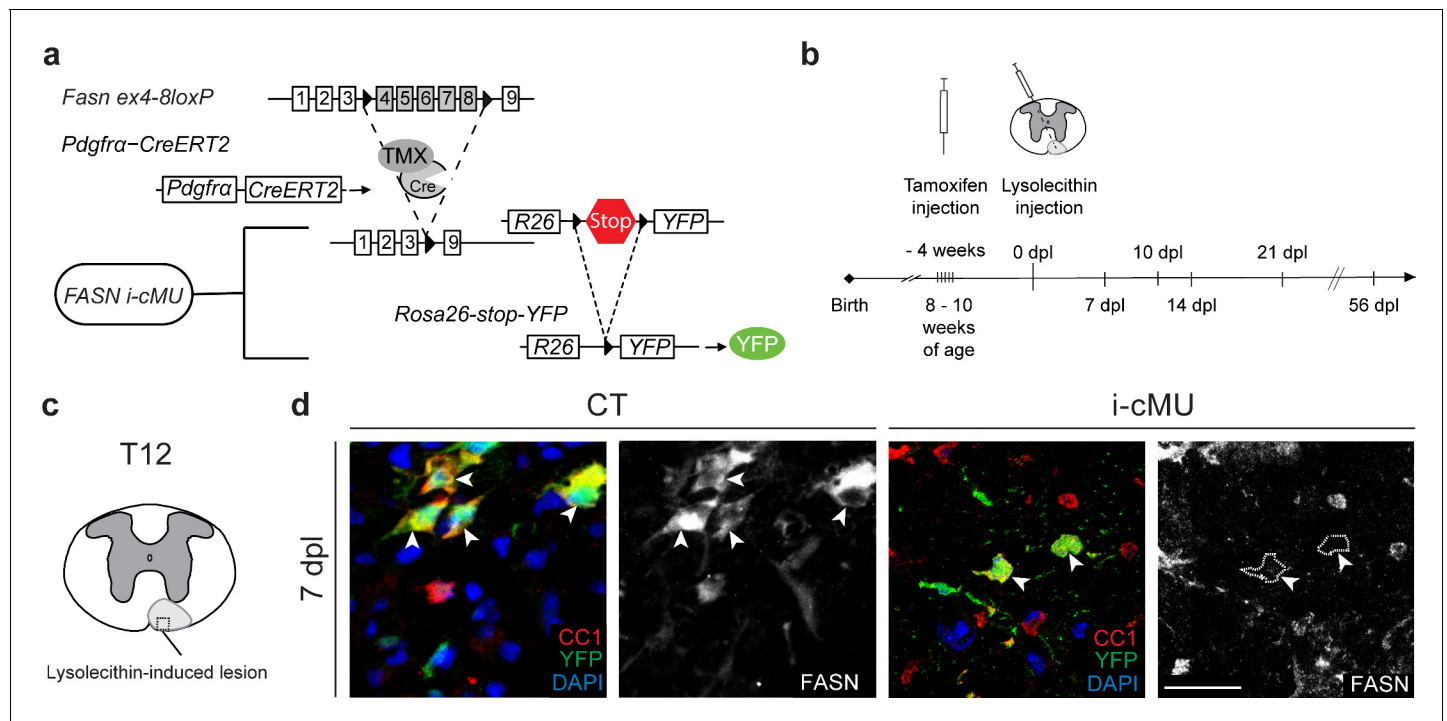 a
Fasn ex4-8loxP
1 2 3 4 5 6 7 8 9
Pdgfrα−CreERT2
TMX
Cre
Pdgfrα CreERT2
R26 Stop YFP
1 2 3 9
FASN i-cMU
Rosa26-stop-YFP
R26 YFP YFP
b
Tamoxifen
injection
Lysolecithin
injection
- 4 weeks 0 dpl 10 dpl 21 dpl
Birth 8 - 10 7 dpl 14 dpl 56 dpl
weeks
of age
c
T12
Lysolecithin-induced lesion
d
CT i-cMU
7 dpl
CC1
YFP
DAPI
FASN
CC1
YFP
DAPI
FASN